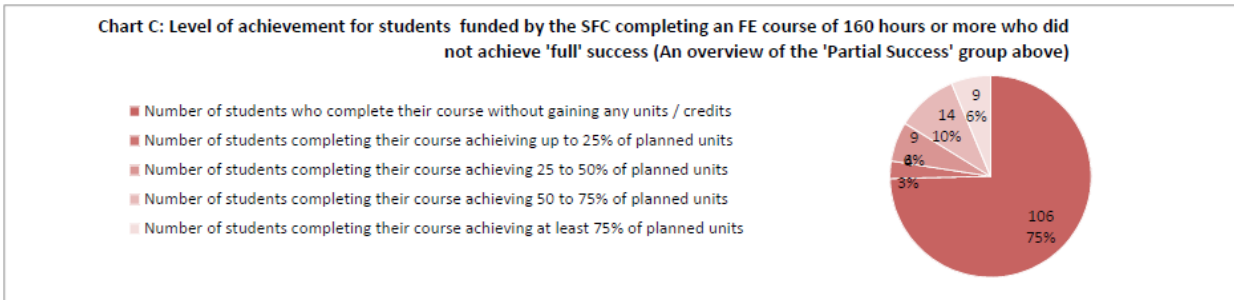 Chart C: Level of achievement for students funded by the SFC completing an FE course of 160 hours or more who did
not achieve 'full' success (An overview of the 'Partial Success' group above)
Number of students who complete their course without gaining any units / credits
Number of students completing their course achieiving up to 25% of planned units
Number of students completing their course achieving 25 to 50% of planned units
Number of students completing their course achieving 50 to 75% of planned units
Number of students completing their course achieving at least 75% of planned units
9
6%
14
10%
9
6%
3%
106
75%